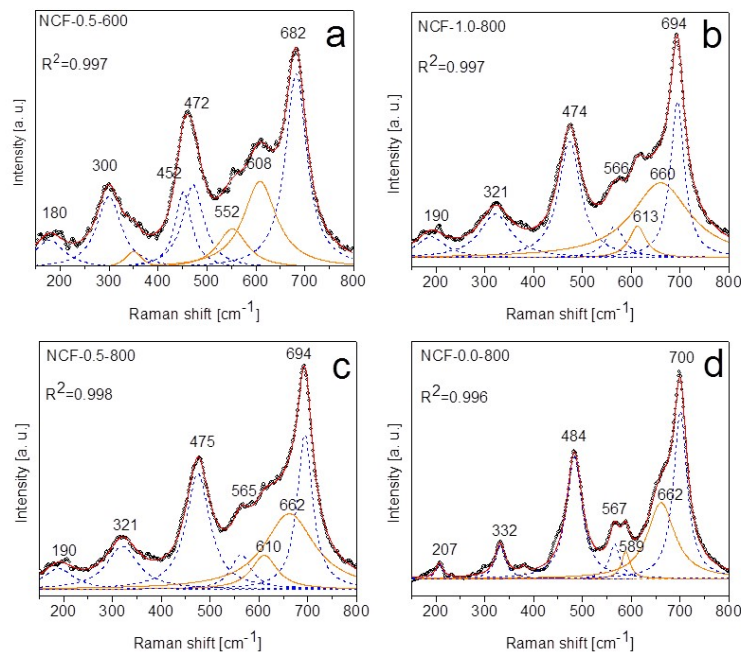 NCF-0.5-600
a
R²=0.997
682
472
452
300
608
552
180
Intensity [a. u.]
200 300 400 500 600 700 800
Raman shift [cm⁻¹]
NCF-1.0-800
b
R²=0.997
694
474
566
660
321
613
190
Intensity [a. u.]
200 300 400 500 600 700 800
Raman shift [cm⁻¹]
NCF-0.5-800
c
R²=0.998
694
475
565
662
321
610
190
Intensity [a. u.]
200 300 400 500 600 700 800
Raman shift [cm⁻¹]
NCF-0.0-800
d
R²=0.996
700
484
567
662
332
589
207
Intensity [a. u.]
200 300 400 500 600 700 800
Raman shift [cm⁻¹]